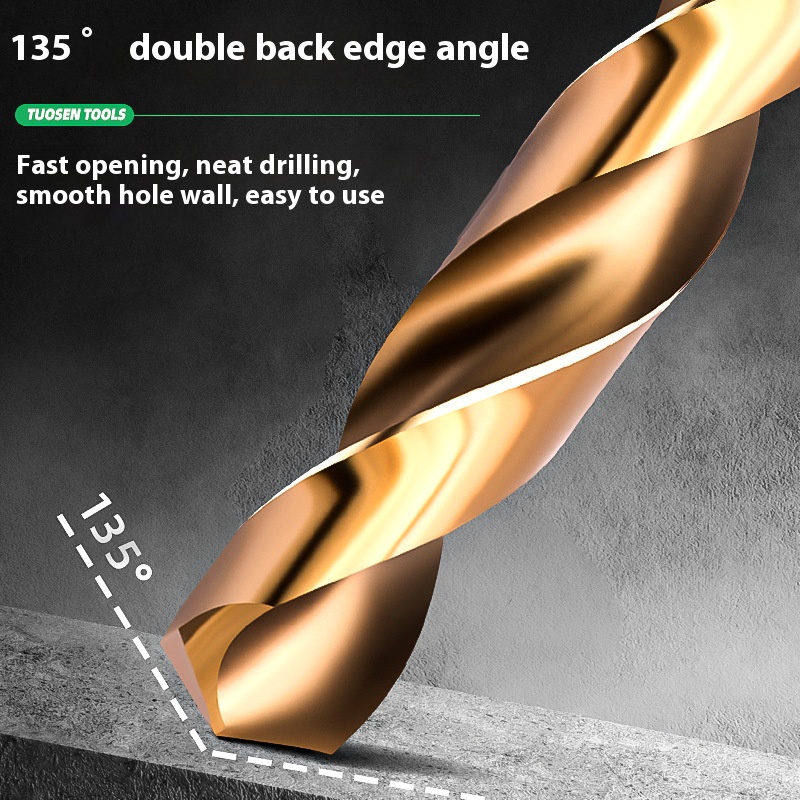 135° double back edge angle
TUOSEN TOOLS
Fast opening, neat drilling,
smooth hole wall, easy to use
135°